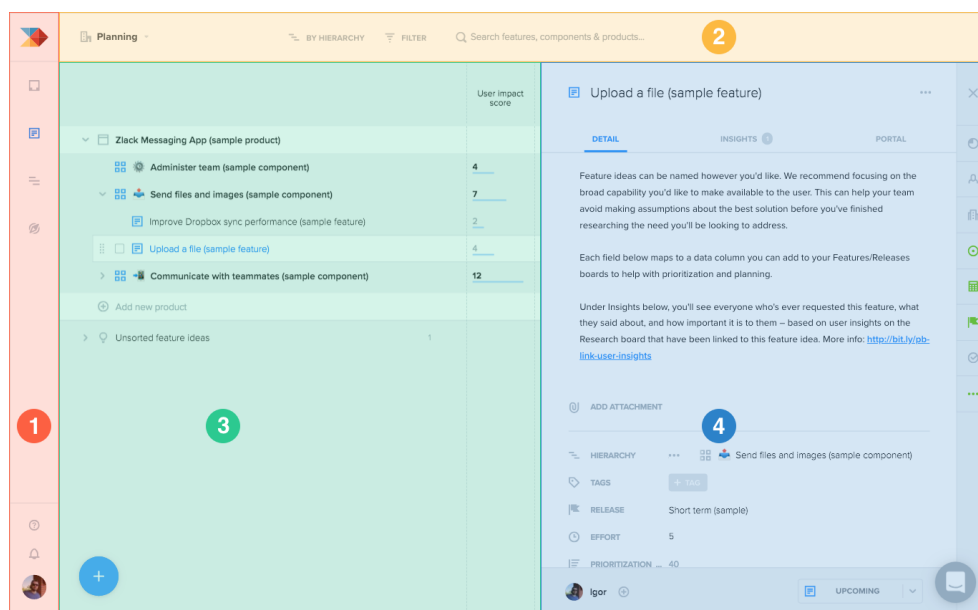 Planning
BY HIERARCHY
FILTER
Search features, components & products...
2
User impact
score
Zlack Messaging App (sample product)
Administer team (sample component)
4
Send files and images (sample component)
7
Improve Dropbox sync performance (sample feature)
2
Upload a file (sample feature)
4
Communicate with teammates (sample component)
12
Add new product
Unsorted feature ideas
1
1
3
Upload a file (sample feature)
DETAIL
INSIGHTS
PORTAL
Feature ideas can be named however you'd like. We recommend focusing on the
broad capability you'd like to make available to the user. This can help your team
avoid making assumptions about the best solution before you've finished
researching the need you'll be looking to address.
Each field below maps to a data column you can add to your Features/Releases
boards to help with prioritization and planning.
Under Insights below, you'll see everyone who's ever requested this feature, what
they said about, and how important it is to them – based on user insights on the
Research board that have been linked to this feature idea. More info: http://bit.ly/pb-
link-user-insights
ADD ATTACHMENT
4
HIERARCHY
Send files and images (sample component)
TAGS
+ TAG
RELEASE
Short term (sample)
EFFORT
5
PRIORITIZATION ...
40
Igor
UPCOMING